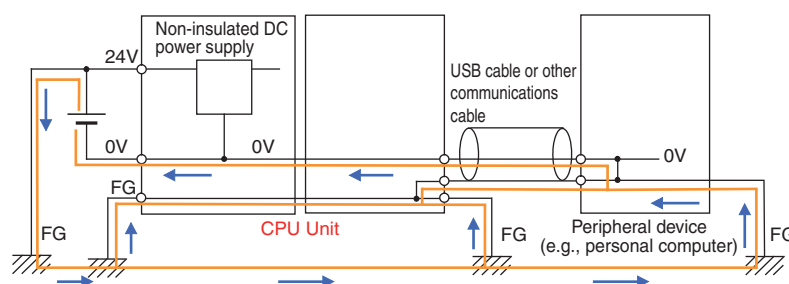 Non-insulated DC
power supply
24V
USB cable or other
communications
cable
0V
0V
0V
FG
CPU Unit
FG
FG
Peripheral device
(e.g., personal computer)
FG